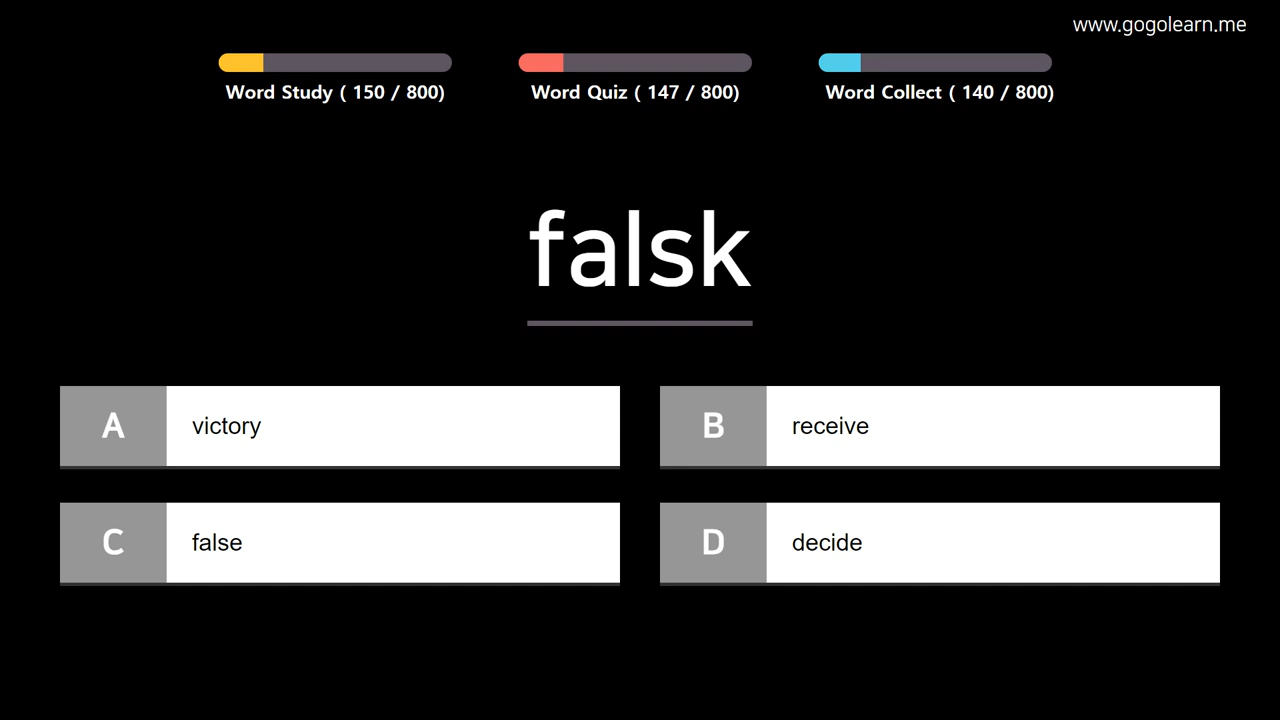 www.gogolearn.me
Word Study ( 150 / 800)
Word Quiz ( 147 / 800)
Word Collect ( 140 / 800)
falsk
A victory
B receive
C false
D decide